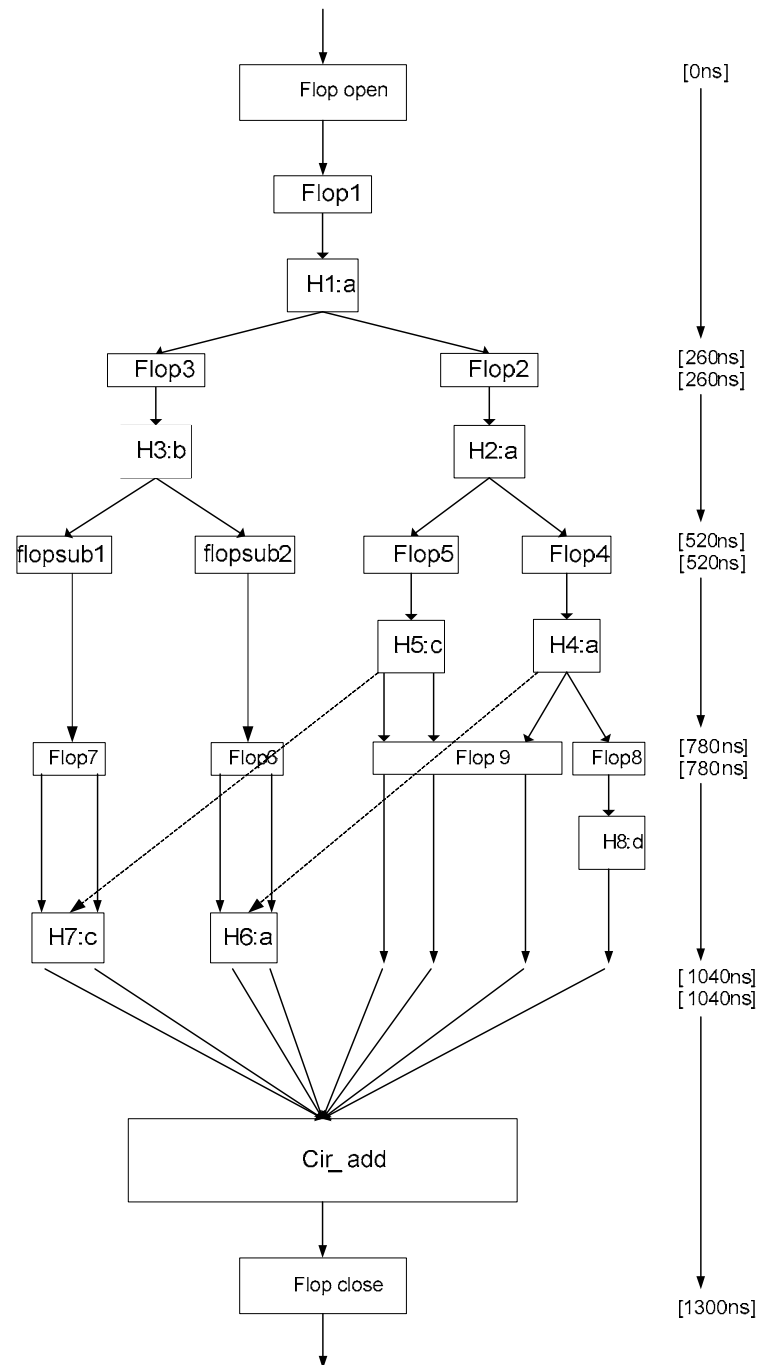 Flop open
[0ns]
Flop1
H1:a
Flop3
Flop2
[260ns]
[260ns]
H3:b
H2:a
flopsub1
flopsub2
Flop5
Flop4
[520ns]
[520ns]
H5:c
H4:a
Flop7
Flop6
Flop 9
Flop8
[780ns]
[780ns]
H8:d
H7:c
H6:a
[1040ns]
[1040ns]
Cir_add
Flop close
[1300ns]